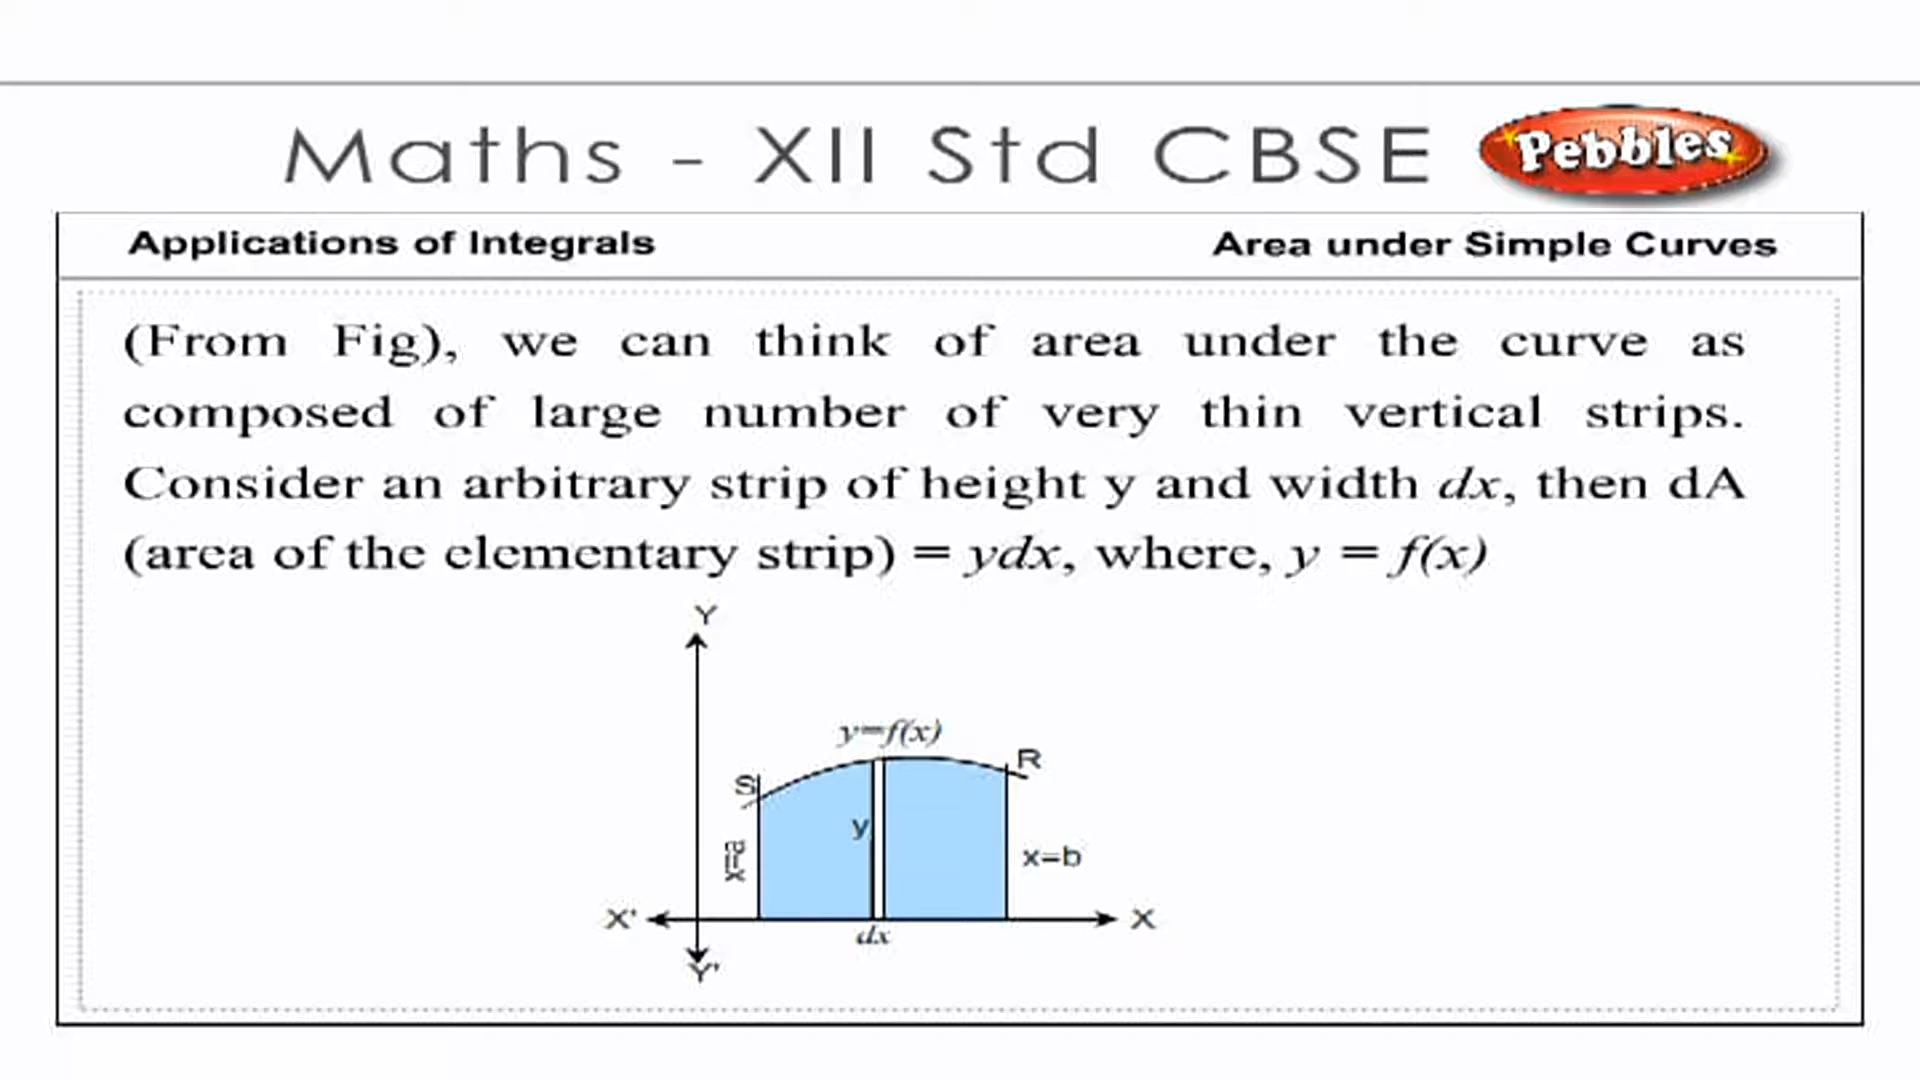 Maths - XII Std CBSE
Pebbles
Applications of Integrals
Area under Simple Curves
(From Fig), we can think of area under the curve as
composed of large number of very thin vertical strips.
Consider an arbitrary strip of height y and width dx, then dA
(area of the elementary strip) = ydx, where, y = f(x)
Y
y=f(x)
R
S
y
x=a
x=b
X'
X
dx
Y'